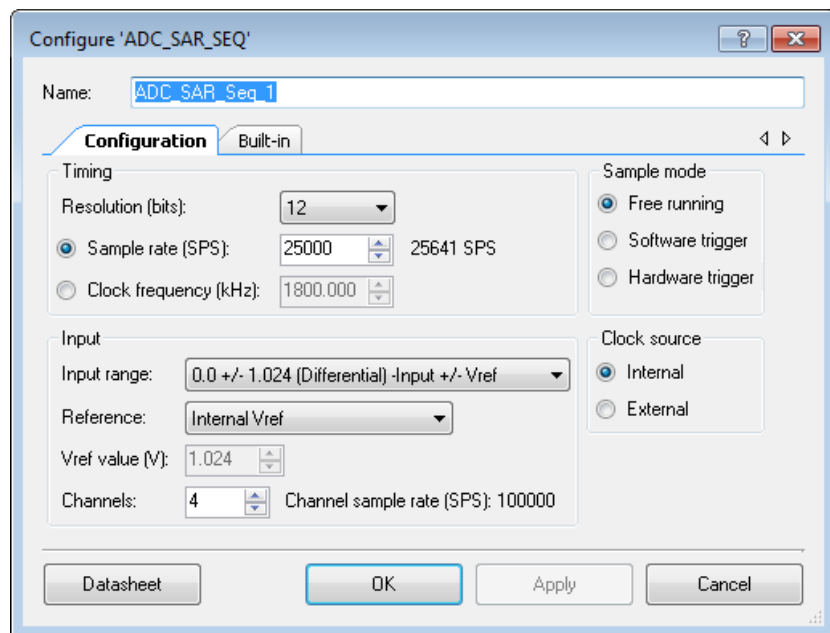 Configure 'ADC_SAR_SEQ'
Name: ADC_SAR_Seq_1
Configuration Built-in
Timing
Resolution (bits): 12
Sample rate (SPS): 25000 25641 SPS
Clock frequency (kHz): 1800.000
Sample mode
Free running
Software trigger
Hardware trigger
Input
Input range: 0.0 +/- 1.024 (Differential) -Input +/- Vref
Reference: Internal Vref
Vref value (V): 1.024
Channels: 4 Channel sample rate (SPS): 100000
Clock source
Internal
External
Datasheet OK Apply Cancel